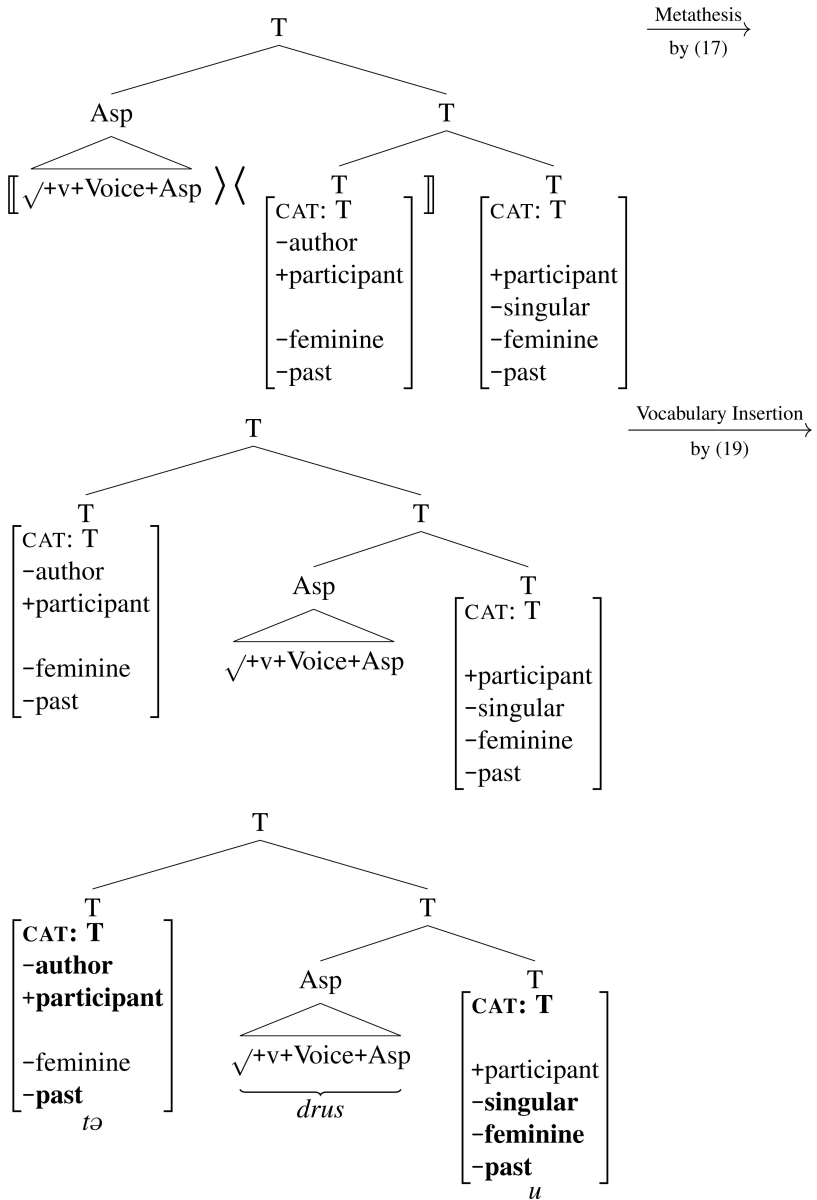 T
Metathesis
by (17)
Asp T
⟦√+v+Voice+Asp ⟩⟨ T ⟧ T
CAT: T CAT: T
−author
+participant +participant
−singular
−feminine −feminine
−past −past
Vocabulary Insertion
by (19)
T
T T
CAT: T
−author
+participant
−feminine
−past
Asp T
√+v+Voice+Asp
CAT: T
+participant
−singular
−feminine
−past
T
T T
CAT: T
−author
+participant
−feminine
−past
tə
Asp T
√+v+Voice+Asp
drus
CAT: T
+participant
−singular
−feminine
−past
u